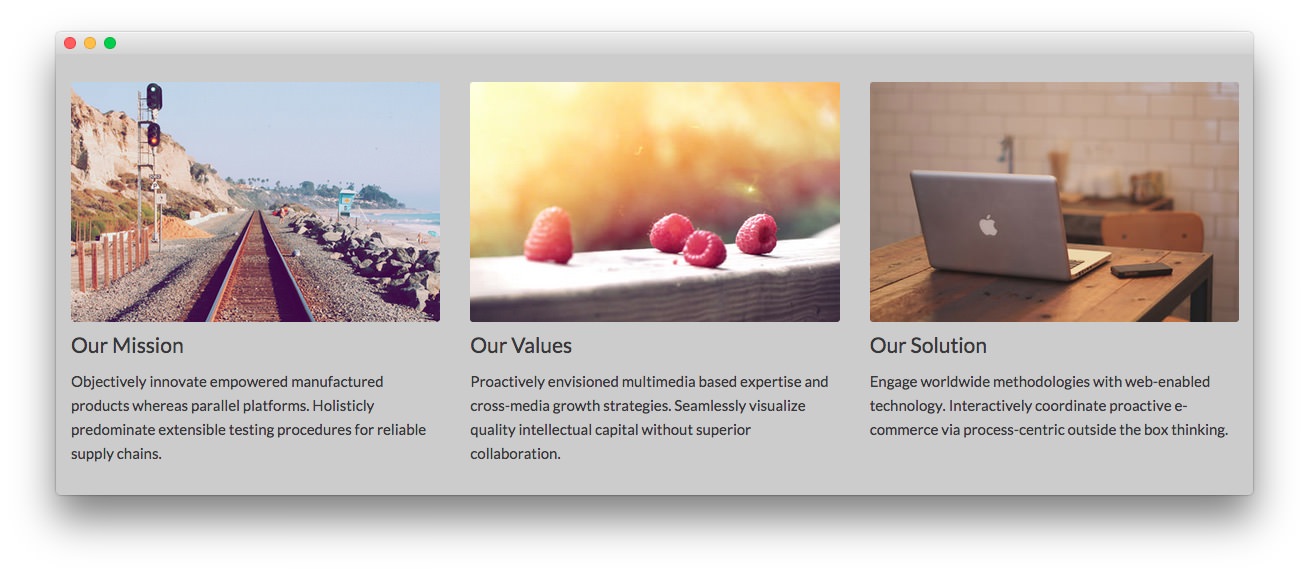 Our Mission
Objectively innovate empowered manufactured
products whereas parallel platforms. Holisticly
predominate extensible testing procedures for reliable
supply chains.
Our Values
Proactively envisioned multimedia based expertise and
cross-media growth strategies. Seamlessly visualize
quality intellectual capital without superior
collaboration.
Our Solution
Engage worldwide methodologies with web-enabled
technology. Interactively coordinate proactive e-
commerce via process-centric outside the box thinking.